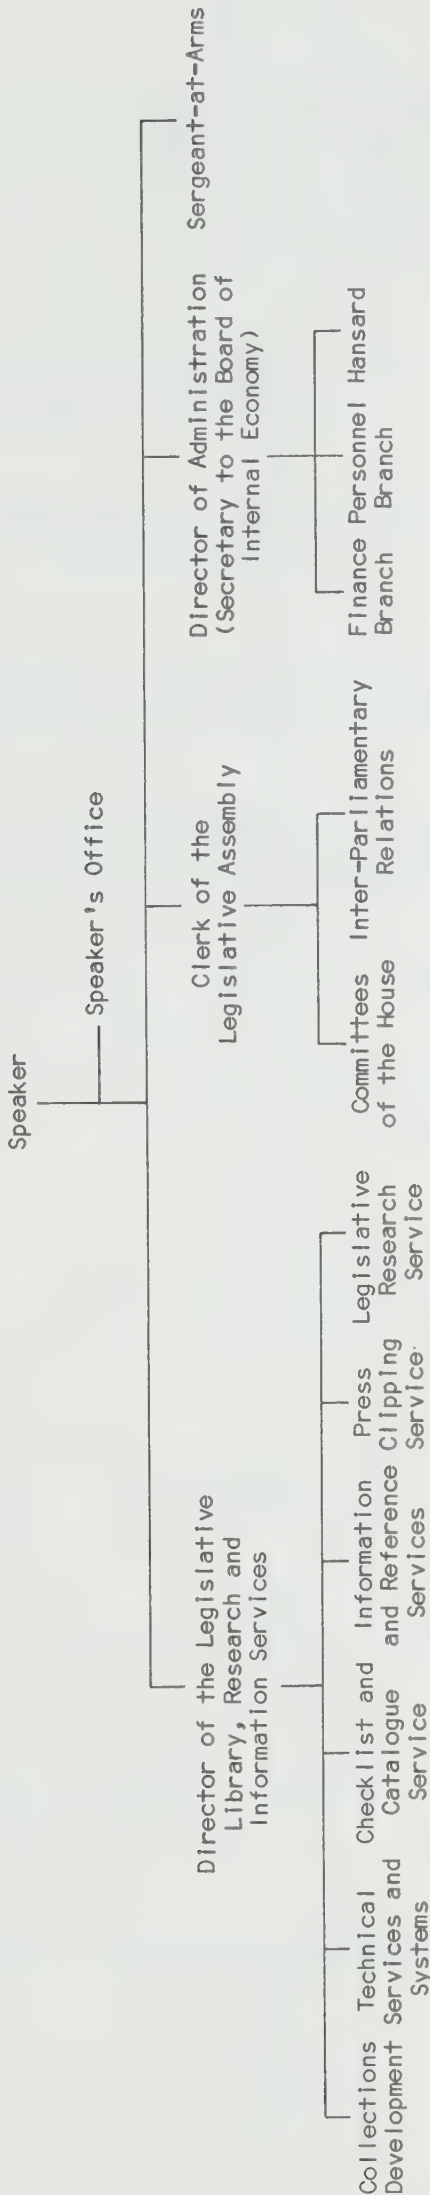 Speaker
Speaker's Office
Director of the Legislative
Library, Research and
Information Services
Clerk of the
Legislative Assembly
Director of Administration
(Secretary to the Board of
Internal Economy)
Sergeant-at-Arms
Collections
Development
Technical
Services and
Systems
Checklist and
Catalogue
Service
Information
and Reference
Services
Press
Clipping
Service
Legislative
Research
Service
Committees
of the House
Inter-Parliamentary
Relations
Finance
Branch
Personnel
Branch
Hansard